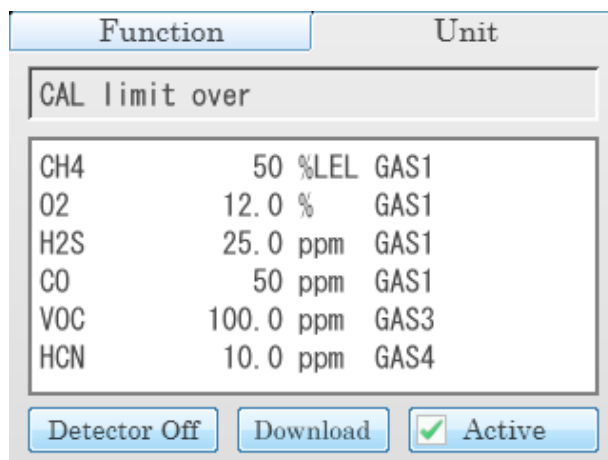 Function Unit
CAL limit over
CH4 50 %LEL GAS1
O2 12.0 % GAS1
H2S 25.0 ppm GAS1
CO 50 ppm GAS1
VOC 100.0 ppm GAS3
HCN 10.0 ppm GAS4
Detector Off Download Active